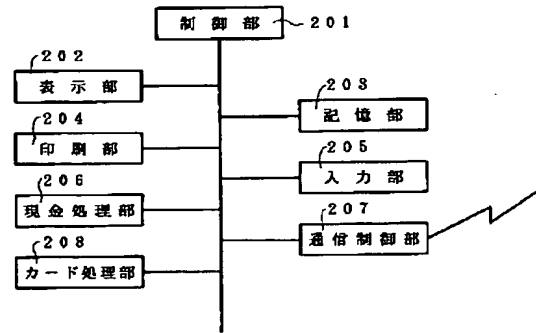 制御部 201
202
表示部
203
記憶部
204
印刷部
205
入力部
206
現金処理部
207
通信制御部
208
カード処理部